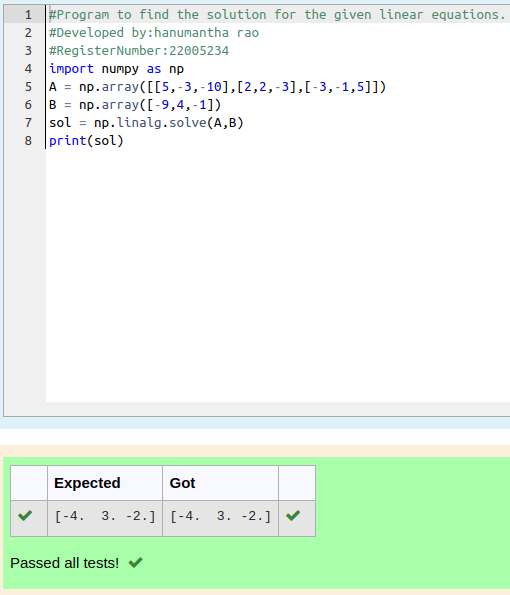 1 #Program to find the solution for the given linear equations.
2 #Developed by:hanumantha rao
3 #RegisterNumber:22005234
4 import numpy as np
5 A = np.array([[5,-3,-10],[2,2,-3],[-3,-1,5]])
6 B = np.array([-9,4,-1])
7 sol = np.linalg.solve(A,B)
8 print(sol)
Expected Got
[-4.  3. -2.] [-4.  3. -2.]
Passed all tests!